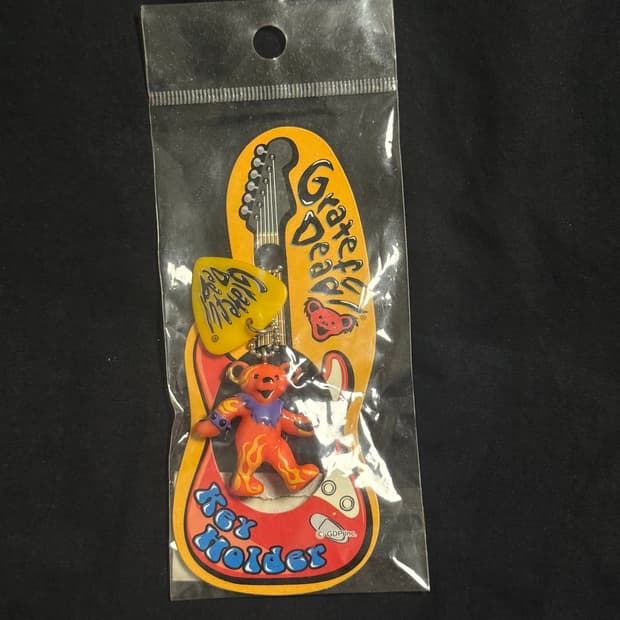 Grateful
Dead
®
Grateful
Dead
®
Key
Holder
© GDP, Inc.